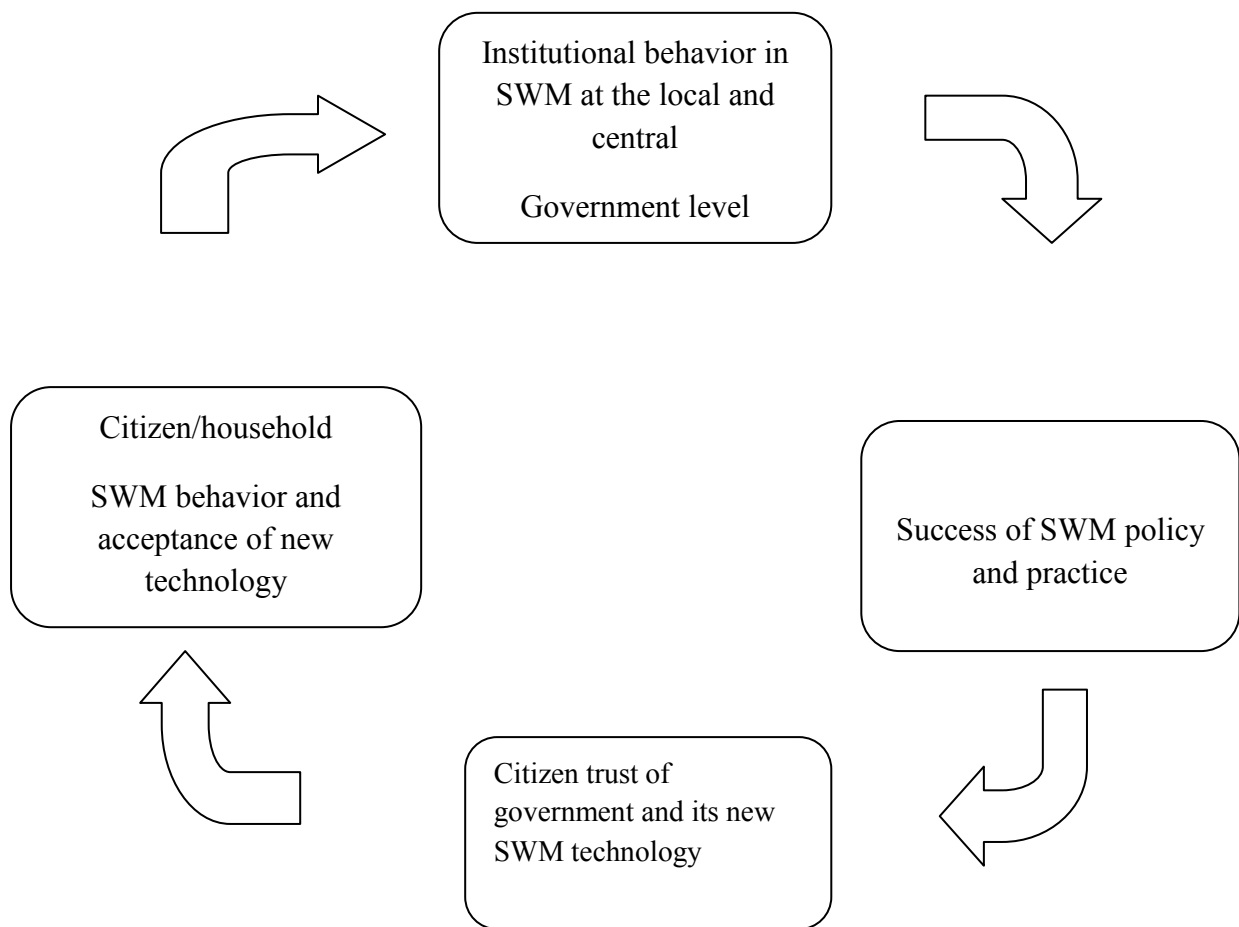 Institutional behavior in
SWM at the local and
central
Government level
Citizen/household
SWM behavior and
acceptance of new
technology
Success of SWM policy
and practice
Citizen trust of
government and its new
SWM technology